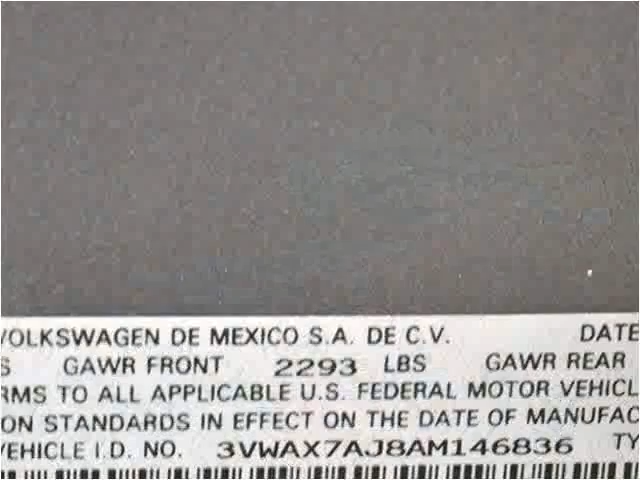 VOLKSWAGEN DE MEXICO S.A. DE C.V. DATE
S GAWR FRONT 2293 LBS GAWR REAR
RMS TO ALL APPLICABLE U.S. FEDERAL MOTOR VEHICL
ON STANDARDS IN EFFECT ON THE DATE OF MANUFAC
VEHICLE I.D. NO. 3VWAX7AJ8AM146836 TY